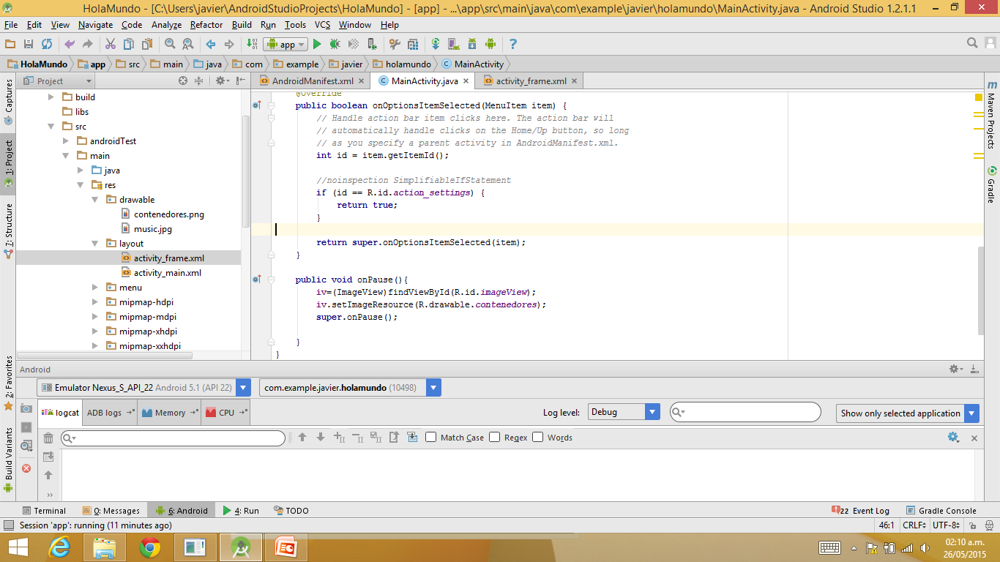 HolaMundo - [C:\Users\javier\AndroidStudioProjects\HolaMundo] - [app] - ...\app\src\main\java\com\example\javier\holamundo\MainActivity.java - Android Studio 1.2.1.1
File Edit View Navigate Code Analyze Refactor Build Run Tools VCS Window Help
app
HolaMundo app src main java com example javier holamundo MainActivity
Project
AndroidManifest.xml MainActivity.java activity_frame.xml
Captures
1: Project
7: Structure
2: Favorites
Build Variants
build
libs
src
androidTest
main
java
res
drawable
contenedores.png
music.jpg
layout
activity_frame.xml
activity_main.xml
menu
mipmap-hdpi
mipmap-mdpi
mipmap-xhdpi
mipmap-xxhdpi
@Override
public boolean onOptionsItemSelected(MenuItem item) {
// Handle action bar item clicks here. The action bar will
// automatically handle clicks on the Home/Up button, so long
// as you specify a parent activity in AndroidManifest.xml.
int id = item.getItemId();
//noinspection SimplifiableIfStatement
if (id == R.id.action_settings) {
return true;
}
return super.onOptionsItemSelected(item);
}
public void onPause(){
iv=(ImageView)findViewById(R.id.imageView);
iv.setImageResource(R.drawable.contenedores);
super.onPause();
}
}
Maven Projects
Gradle
Android
Emulator Nexus_S_API_22 Android 5.1 (API 22) com.example.javier.holamundo (10498)
logcat ADB logs Memory CPU Log level: Debug Show only selected application
Match Case Regex Words
Terminal 0: Messages 6: Android 4: Run TODO 22 Event Log Gradle Console
Session 'app': running (11 minutes ago) 46:1 CRLF UTF-8
02:10 a.m.
26/05/2015